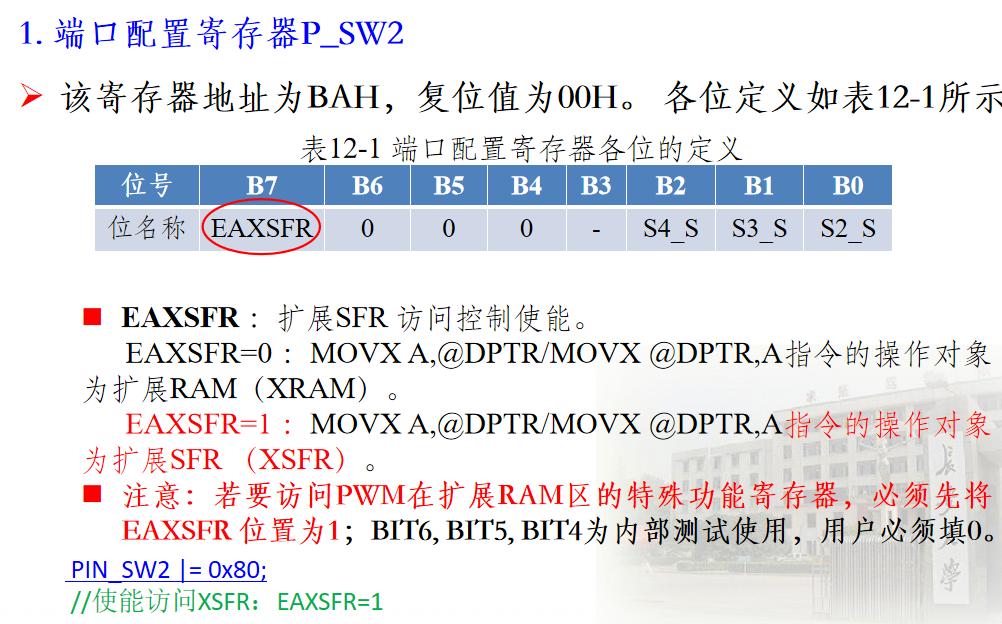 1. 端口配置寄存器P_SW2
➢ 该寄存器地址为BAH，复位值为00H。 各位定义如表12-1所示
表12-1 端口配置寄存器各位的定义
位号 B7 B6 B5 B4 B3 B2 B1 B0
位名称 EAXSFR 0 0 0 - S4_S S3_S S2_S
■ EAXSFR ：扩展SFR 访问控制使能。
EAXSFR=0 ：MOVX A,@DPTR/MOVX @DPTR,A指令的操作对象
为扩展RAM（XRAM）。
EAXSFR=1 ：MOVX A,@DPTR/MOVX @DPTR,A指令的操作对象
为扩展SFR （XSFR）。
■ 注意：若要访问PWM在扩展RAM区的特殊功能寄存器，必须先将
EAXSFR 位置为1；BIT6, BIT5, BIT4为内部测试使用，用户必须填0。
PIN_SW2 |= 0x80;
//使能访问XSFR：EAXSFR=1